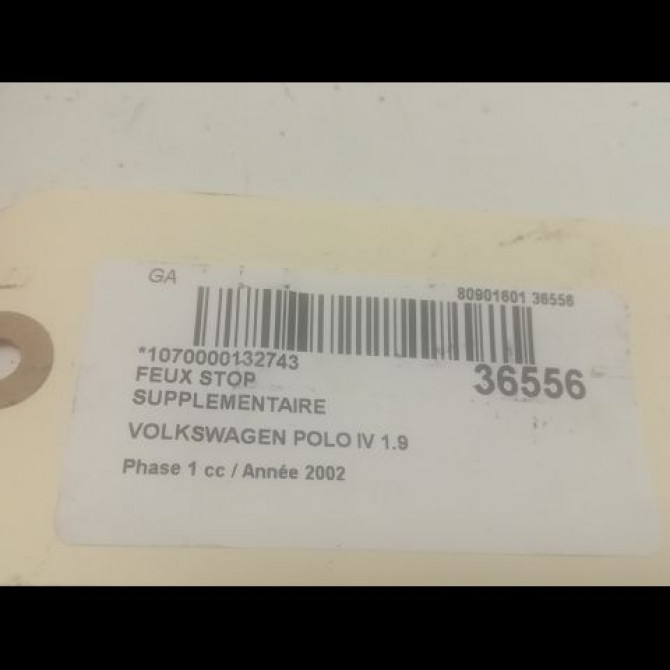 GA
80901601 36556
*1070000132743
36556
FEUX STOP
SUPPLEMENTAIRE
VOLKSWAGEN POLO IV 1.9
Phase 1 cc / Année 2002